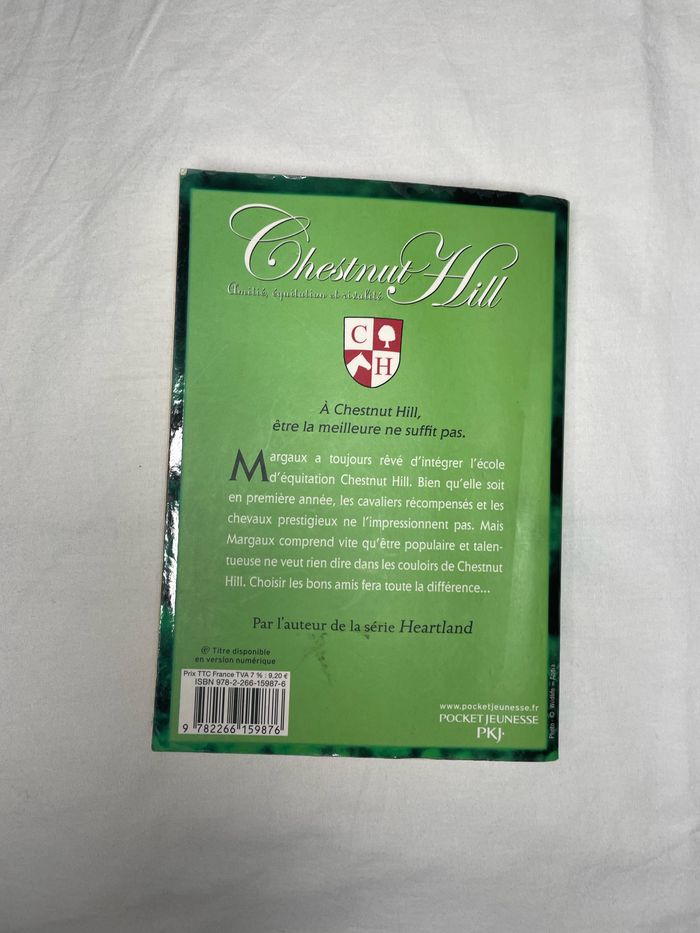 Chestnut Hill
Amitié, équitation et rivalité
C
H
À Chestnut Hill,
être la meilleure ne suffit pas.
Margaux a toujours rêvé d'intégrer l'école
d'équitation Chestnut Hill. Bien qu'elle soit
en première année, les cavaliers récompensés et les
chevaux prestigieux ne l'impressionnent pas. Mais
Margaux comprend vite qu'être populaire et talen-
tueuse ne veut rien dire dans les couloirs de Chestnut
Hill. Choisir les bons amis fera toute la différence...
Par l'auteur de la série Heartland
Titre disponible
en version numérique
Prix TTC France TVA 7 % : 9,20 €
ISBN 978-2-266-15987-6
9 782266 159876
www.pocketjeunesse.fr
POCKET JEUNESSE
PKJ·
Photo : © Wildlife –